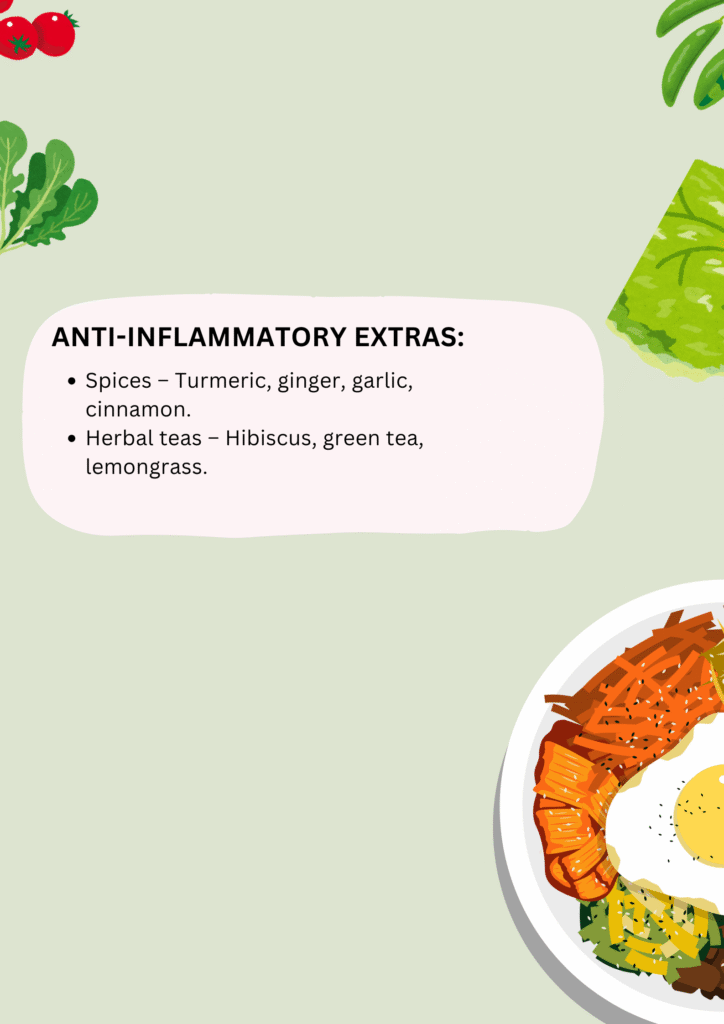 ANTI-INFLAMMATORY EXTRAS:
• Spices – Turmeric, ginger, garlic,
cinnamon.
• Herbal teas – Hibiscus, green tea,
lemongrass.